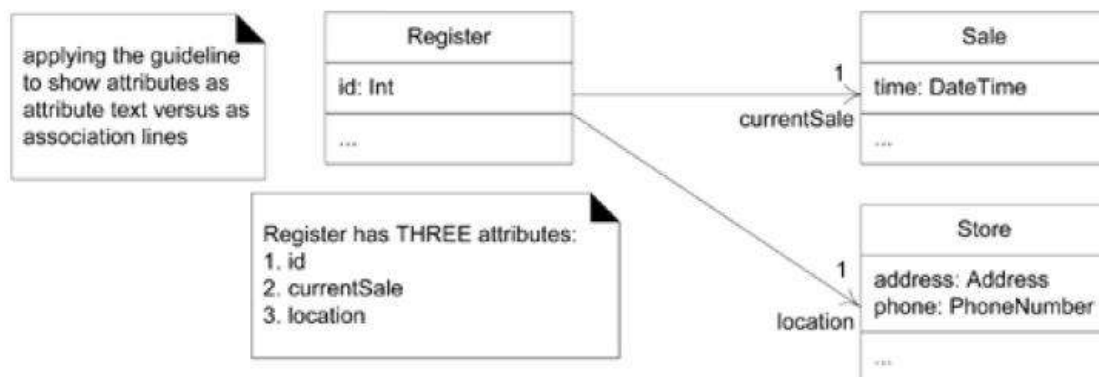 applying the guideline
to show attributes as
attribute text versus as
association lines
Register
id: Int
...
1
currentSale
Sale
time: DateTime
...
Register has THREE attributes:
1. id
2. currentSale
3. location
1
location
Store
address: Address
phone: PhoneNumber
...